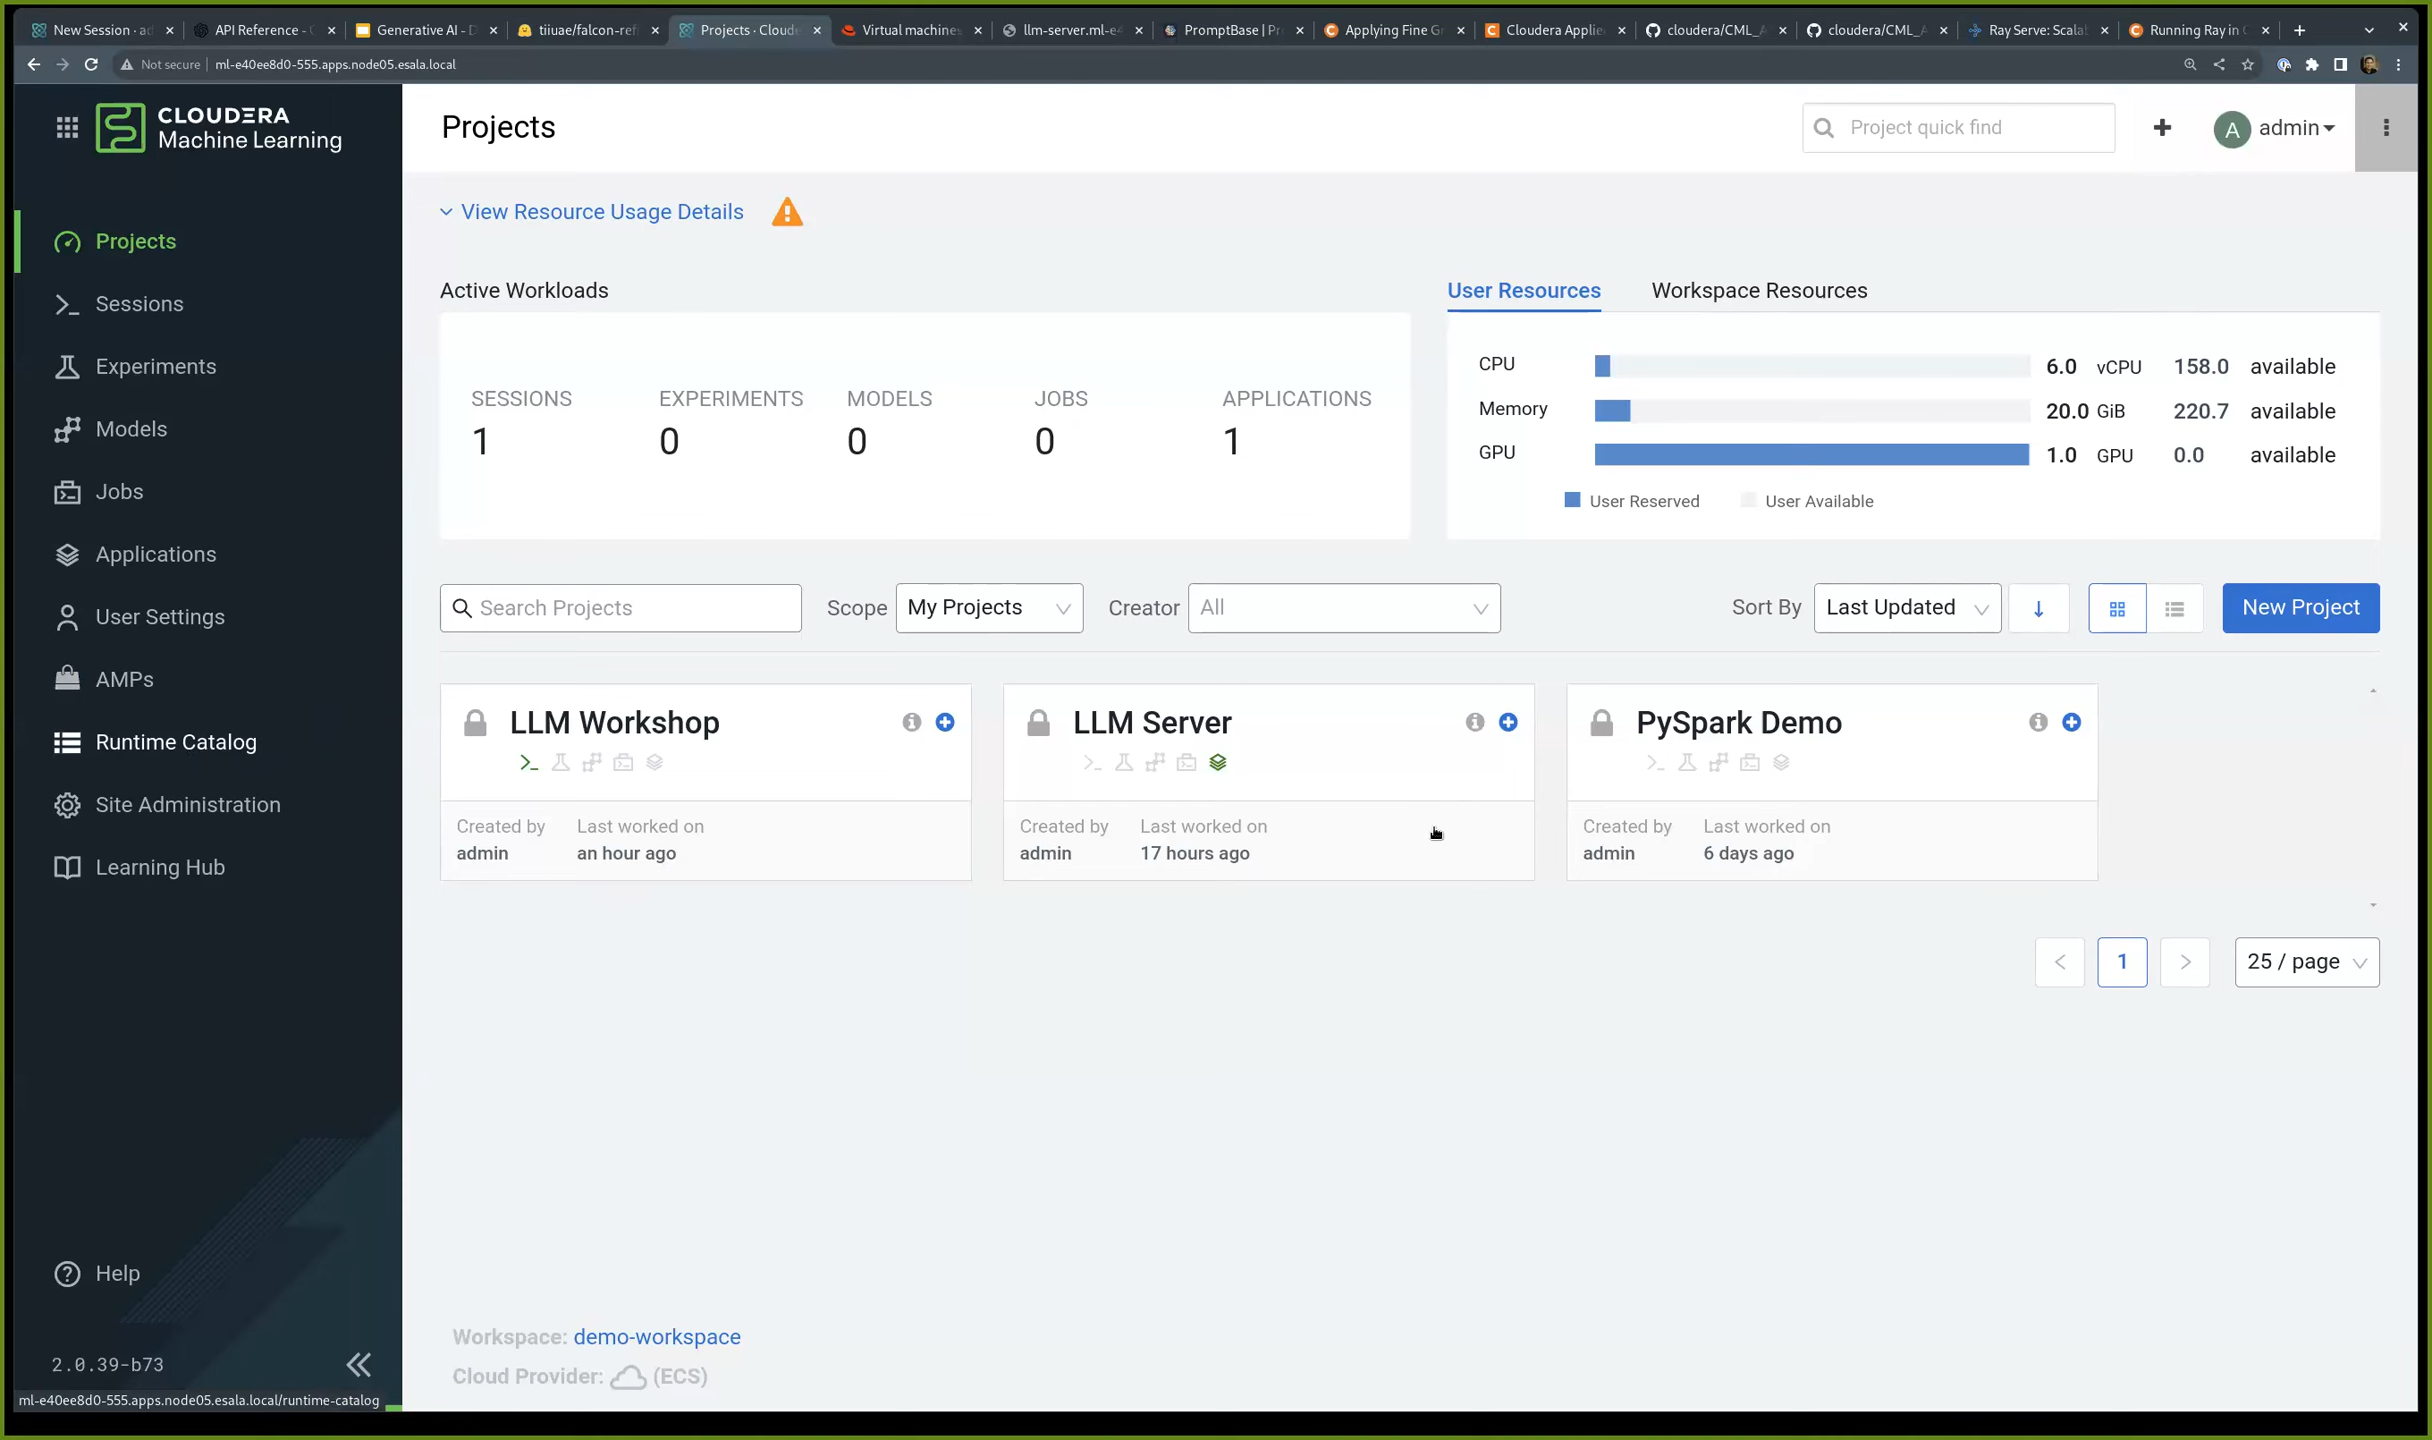 New Session · ad
API Reference -
Generative AI - D
tiiuae/falcon-refi
Projects · Cloude
Virtual machines
llm-server.ml-e4
PromptBase | Pr
Applying Fine G
Cloudera Applie
cloudera/CML_A
cloudera/CML_A
Ray Serve: Scalab
Running Ray in C
Not secure | ml-e40ee8d0-555.apps.node05.esala.local
CLOUDERA
Machine Learning
Projects
Sessions
Experiments
Models
Jobs
Applications
User Settings
AMPs
Runtime Catalog
Site Administration
Learning Hub
Help
2.0.39-b73
ml-e40ee8d0-555.apps.node05.esala.local/runtime-catalog
Projects
Project quick find
A admin
View Resource Usage Details
Active Workloads
SESSIONS EXPERIMENTS MODELS JOBS APPLICATIONS
1 0 0 0 1
User Resources Workspace Resources
CPU 6.0 vCPU 158.0 available
Memory 20.0 GiB 220.7 available
GPU 1.0 GPU 0.0 available
User Reserved User Available
Search Projects Scope My Projects Creator All Sort By Last Updated New Project
LLM Workshop
Created by Last worked on
admin an hour ago
LLM Server
Created by Last worked on
admin 17 hours ago
PySpark Demo
Created by Last worked on
admin 6 days ago
1 25 / page
Workspace: demo-workspace
Cloud Provider: (ECS)